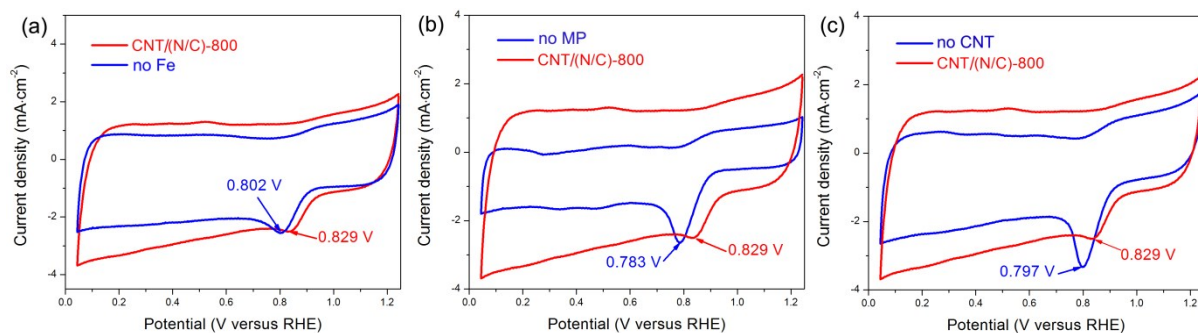 (a)
CNT/(N/C)-800
no Fe
0.802 V
0.829 V
Current density (mA·cm⁻²)
4
2
0
-2
-4
0.0 0.2 0.4 0.6 0.8 1.0 1.2
Potential (V versus RHE)
(b)
no MP
CNT/(N/C)-800
0.783 V
0.829 V
Current density (mA·cm⁻²)
4
2
0
-2
-4
0.0 0.2 0.4 0.6 0.8 1.0 1.2
Potential (V versus RHE)
(c)
no CNT
CNT/(N/C)-800
0.797 V
0.829 V
Current density (mA·cm⁻²)
4
2
0
-2
-4
0.0 0.2 0.4 0.6 0.8 1.0 1.2
Potential (V versus RHE)